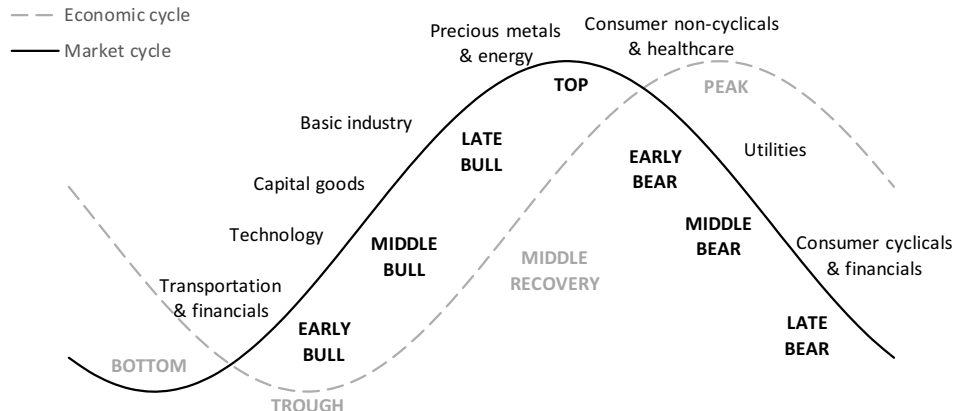 Economic cycle
Market cycle
Precious metals
& energy
Consumer non-cyclicals
& healthcare
TOP
PEAK
Basic industry
LATE
BULL
EARLY
BEAR
Utilities
Capital goods
Technology
MIDDLE
BULL
MIDDLE
RECOVERY
MIDDLE
BEAR
Consumer cyclicals
& financials
Transportation
& financials
EARLY
BULL
LATE
BEAR
BOTTOM
TROUGH